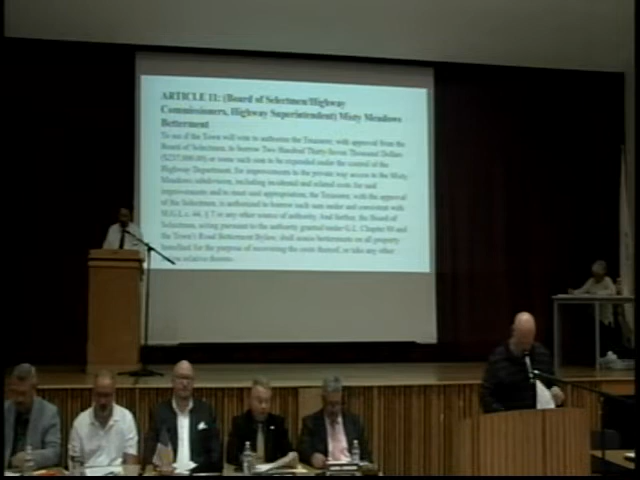 ARTICLE 11: (Board of Selectmen/Highway
Commissioners, Highway Superintendent) Misty Meadows
Betterment
To see if the Town will vote to authorize the Treasurer, with approval from the
Board of Selectmen, to borrow Two Hundred Thirty-Seven Thousand Dollars
($237,000.00) or some such sum to be expended under the control of the
Highway Department, for improvements to the private way access to the Misty
Meadows subdivision, including incidental and related costs for said
improvements and to meet said appropriation, the Treasurer, with the approval
of the Selectmen, is authorized to borrow such sum under and consistent with
M.G.L. c. 44, § 7 or any other source of authority. And further, the Board of
Selectmen, acting pursuant to the authority granted under G.L. Chapter 80 and
the Town's Road Betterment Bylaw, shall assess betterments on all property
benefited for the purpose of recovering the costs thereof, or take any other
action relative thereto.